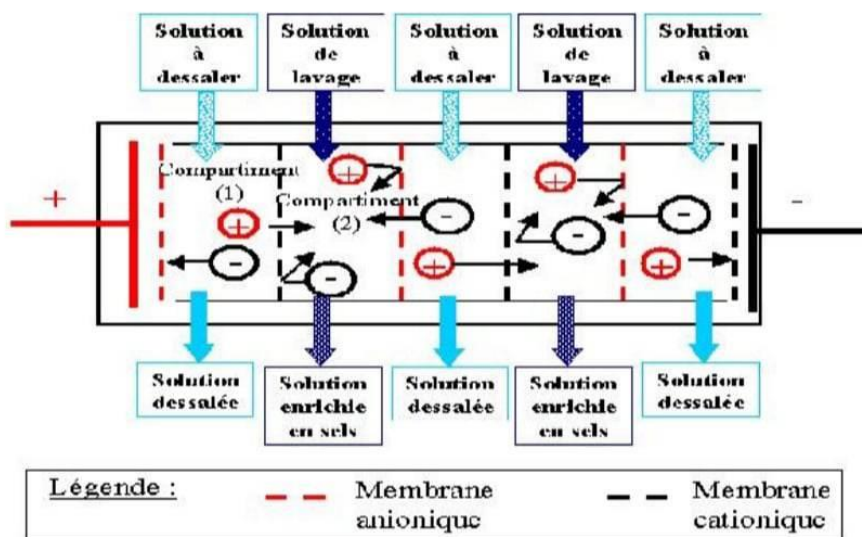 Solution
à
dessaler
Solution
de
lavage
Solution
à
dessaler
Solution
de
lavage
Solution
à
dessaler
Compartiment
(1)
Compartiment
(2)
+
-
+
+
+
+
+
-
-
-
-
-
Solution
dessalée
Solution
enrichie
en sels
Solution
dessalée
Solution
enrichie
en sels
Solution
dessalée
Légende :
Membrane
anionique
Membrane
cationique